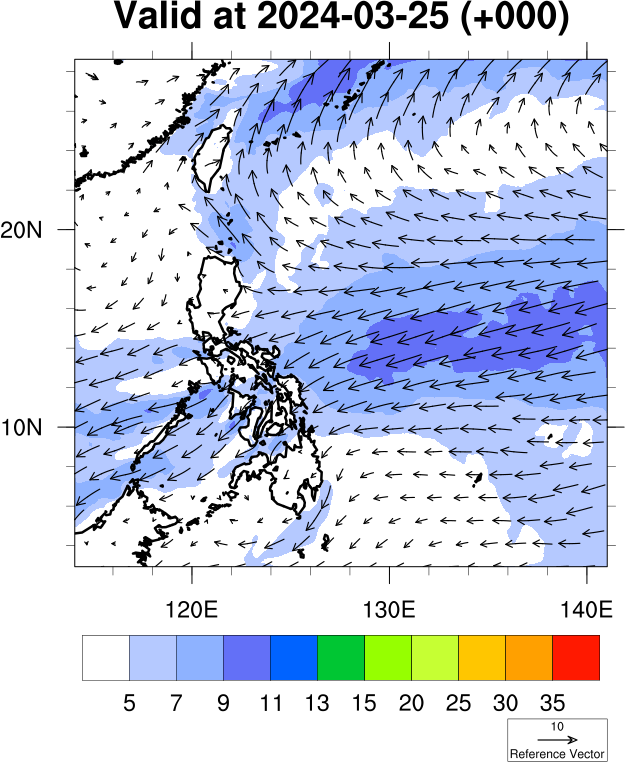 Valid at 2024-03-25 (+000)
20N
10N
120E 130E 140E
5 7 9 11 13 15 20 25 30 35
10
Reference Vector